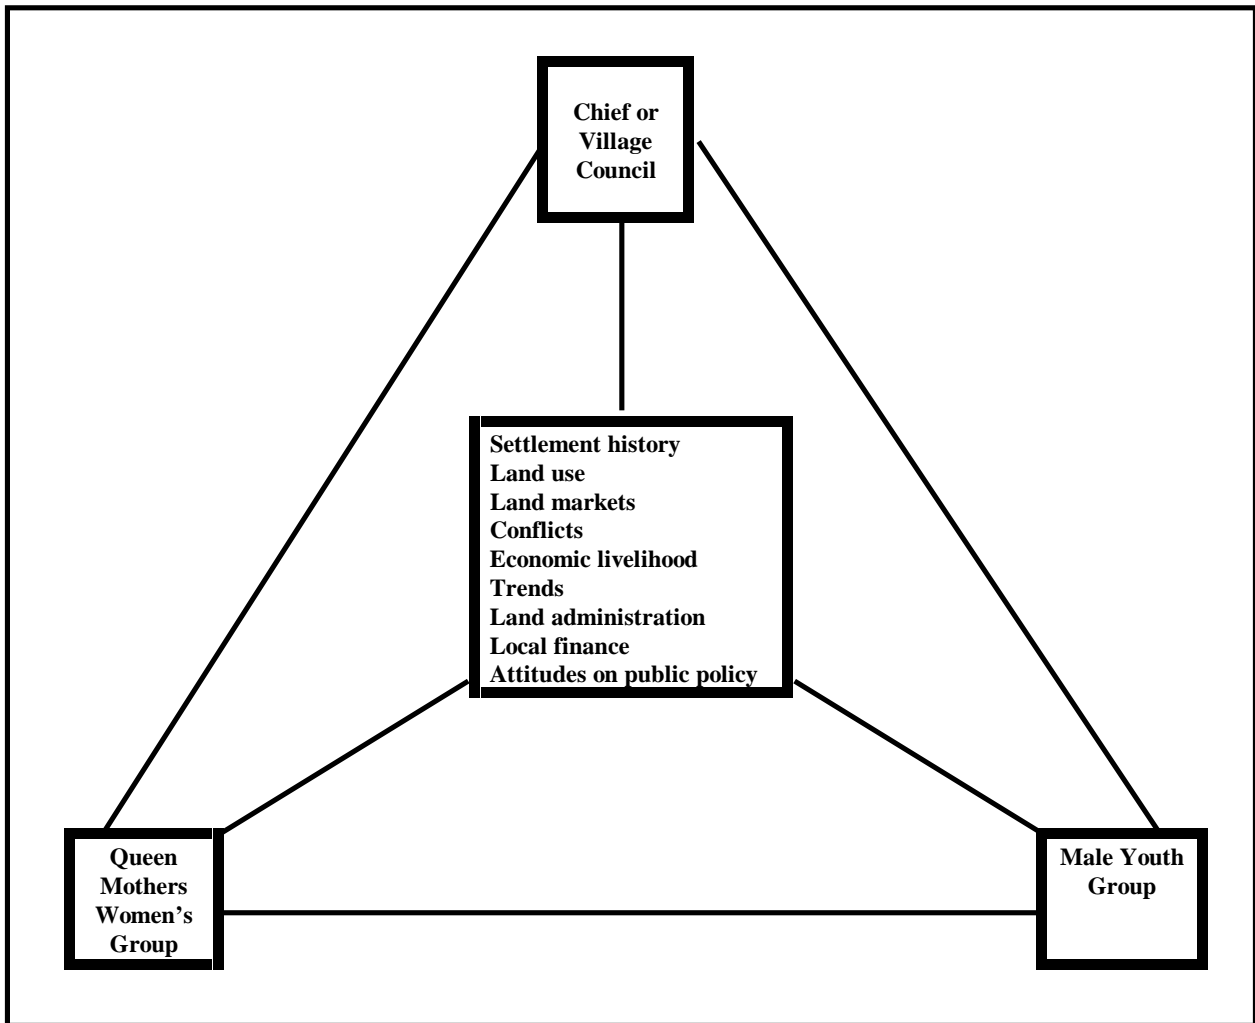 Chief or
Village
Council
Settlement history
Land use
Land markets
Conflicts
Economic livelihood
Trends
Land administration
Local finance
Attitudes on public policy
Queen
Mothers
Women’s
Group
Male Youth
Group